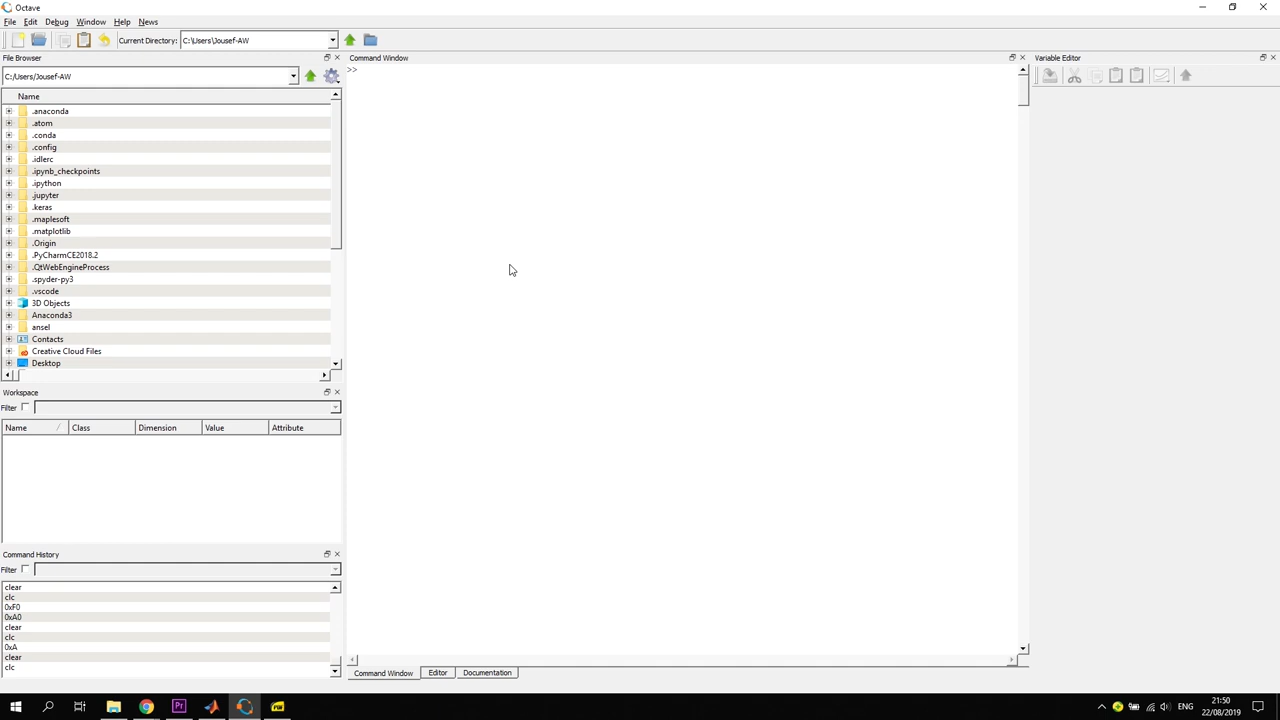 Octave
File Edit Debug Window Help News
Current Directory: C:\Users\Jousef-AW
File Browser
C:/Users/Jousef-AW
Name
.anaconda
.atom
.conda
.config
.idlerc
.ipynb_checkpoints
.ipython
.jupyter
.keras
.maplesoft
.matplotlib
.Origin
.PyCharmCE2018.2
.QtWebEngineProcess
.spyder-py3
.vscode
3D Objects
Anaconda3
ansel
Contacts
Creative Cloud Files
Desktop
Workspace
Filter
Name Class Dimension Value Attribute
Command History
Filter
clear
clc
0xF0
0xA0
clear
clc
0xA
clear
clc
Command Window
>>
Command Window Editor Documentation
Variable Editor
Pr
ENG
21:50
22/08/2019